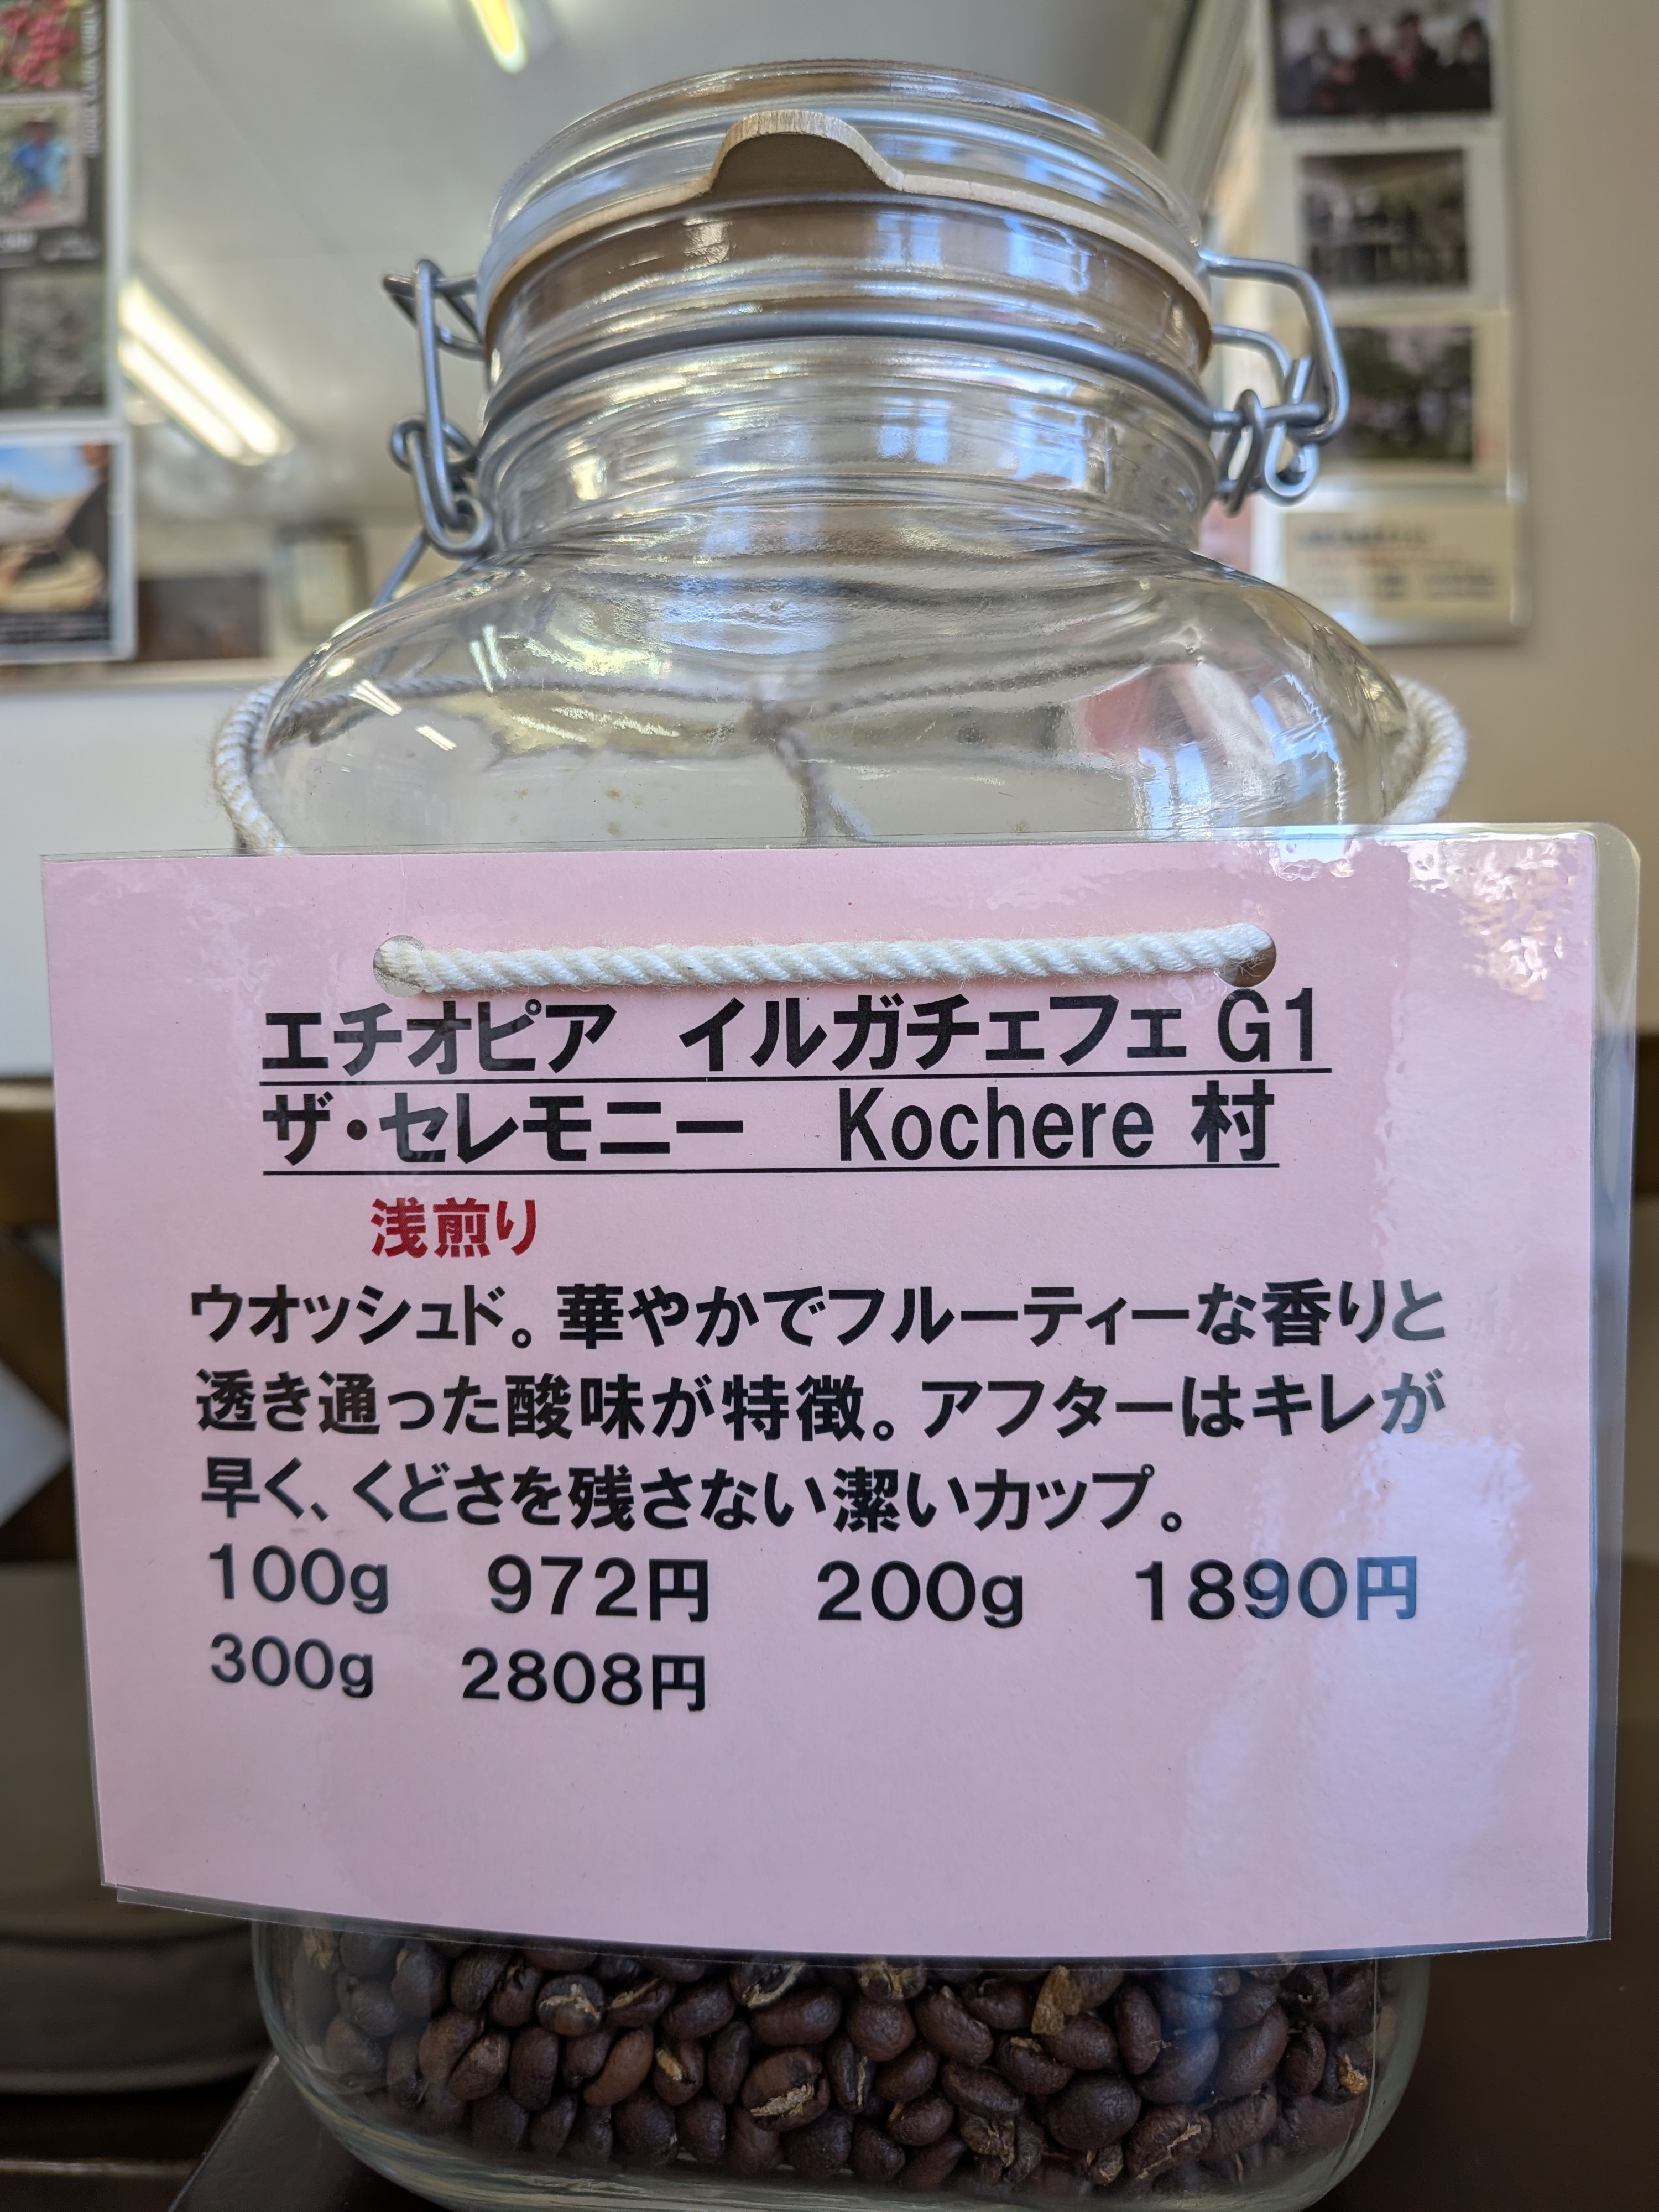 エチオピア　イルガチェフェ G1
ザ・セレモニー　Kochere 村
浅煎り
ウオッシュド。華やかでフルーティーな香りと
透き通った酸味が特徴。アフターはキレが
早く、くどさを残さない潔いカップ。
100g　972円　200g　1890円
300g　2808円